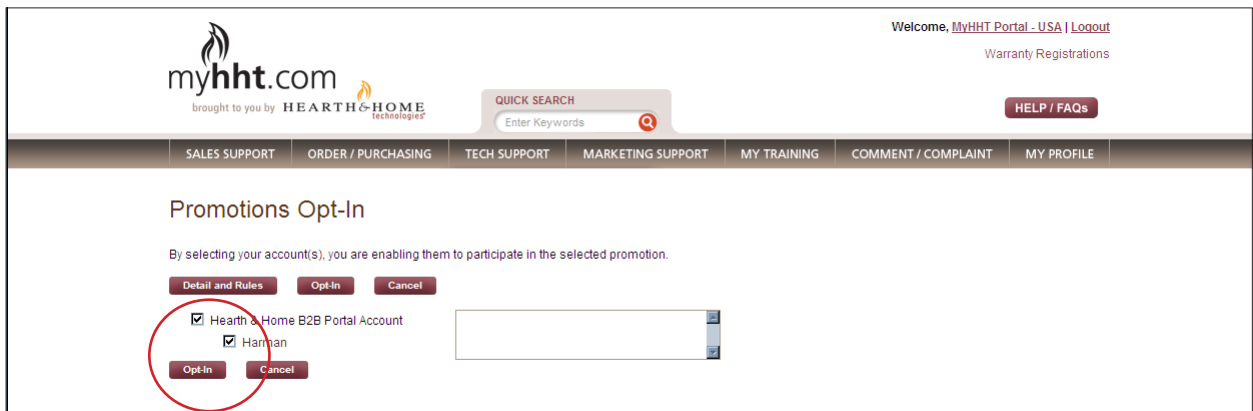 Welcome, MyHHT Portal - USA | Logout
Warranty Registrations
myhht.com
brought to you by HEARTH & HOME technologies
QUICK SEARCH
Enter Keywords
HELP / FAQs
SALES SUPPORT ORDER / PURCHASING TECH SUPPORT MARKETING SUPPORT MY TRAINING COMMENT / COMPLAINT MY PROFILE
Promotions Opt-In
By selecting your account(s), you are enabling them to participate in the selected promotion.
Detail and Rules Opt-In Cancel
Hearth & Home B2B Portal Account
Harman
Opt-In Cancel